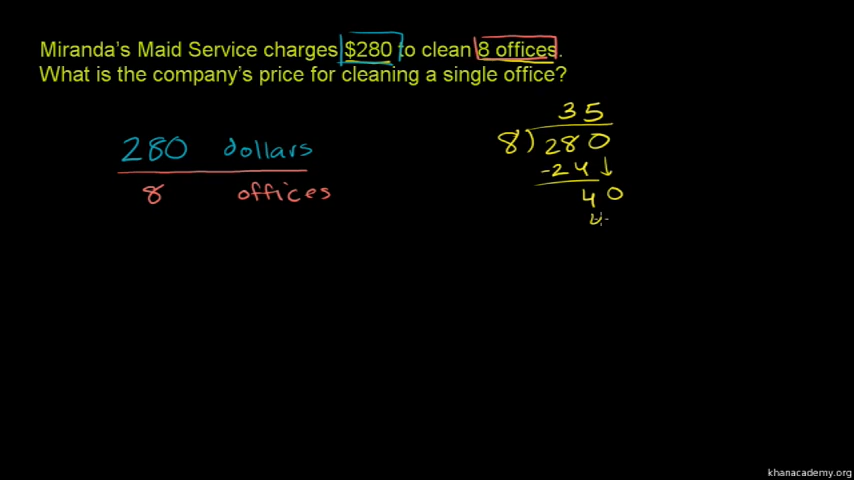 Miranda's Maid Service charges $280 to clean 8 offices.
What is the company's price for cleaning a single office?
280 dollars
8 offices
35
8)280
-24↓
40
khanacademy.org